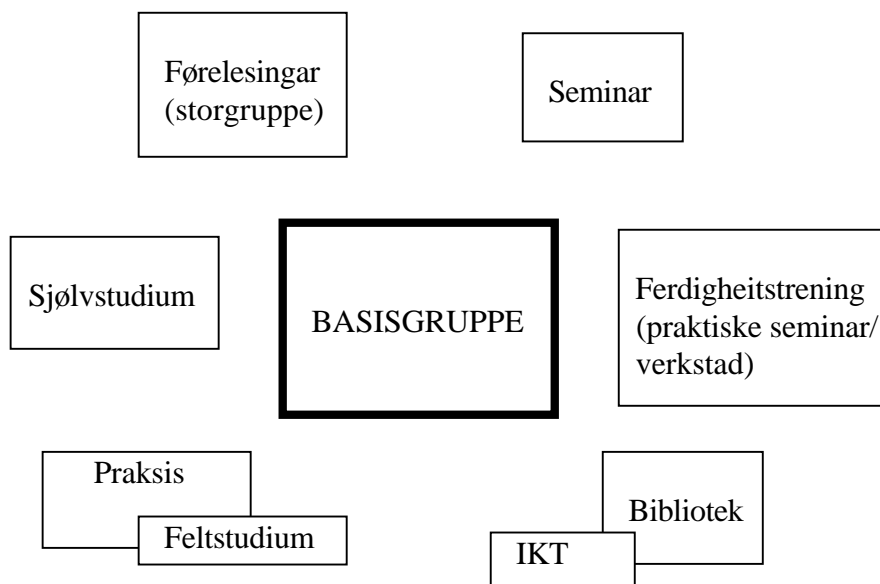 Førelesingar
(storgruppe)
Seminar
Sjølvstudium
BASISGRUPPE
Ferdigheitstrening
(praktiske seminar/
verkstad)
Praksis
Feltstudium
Bibliotek
IKT